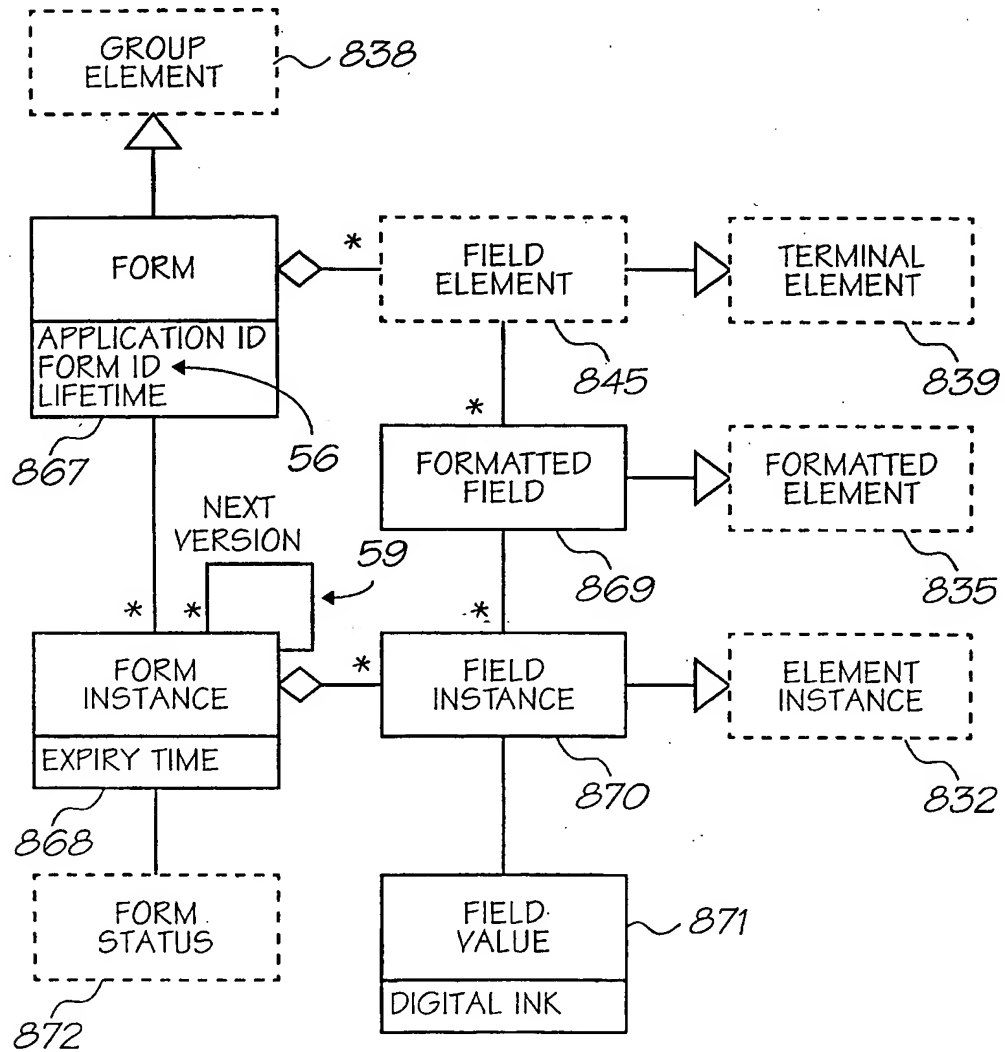 GROUP
ELEMENT
838
FORM
*
FIELD
ELEMENT
TERMINAL
ELEMENT
APPLICATION ID
FORM ID
LIFETIME
845
839
867
56
*
FORMATTED
FIELD
FORMATTED
ELEMENT
NEXT
VERSION
59
869
835
*
*
*
*
FORM
INSTANCE
FIELD
INSTANCE
ELEMENT
INSTANCE
EXPIRY TIME
868
870
832
FORM
STATUS
FIELD
VALUE
871
872
DIGITAL INK